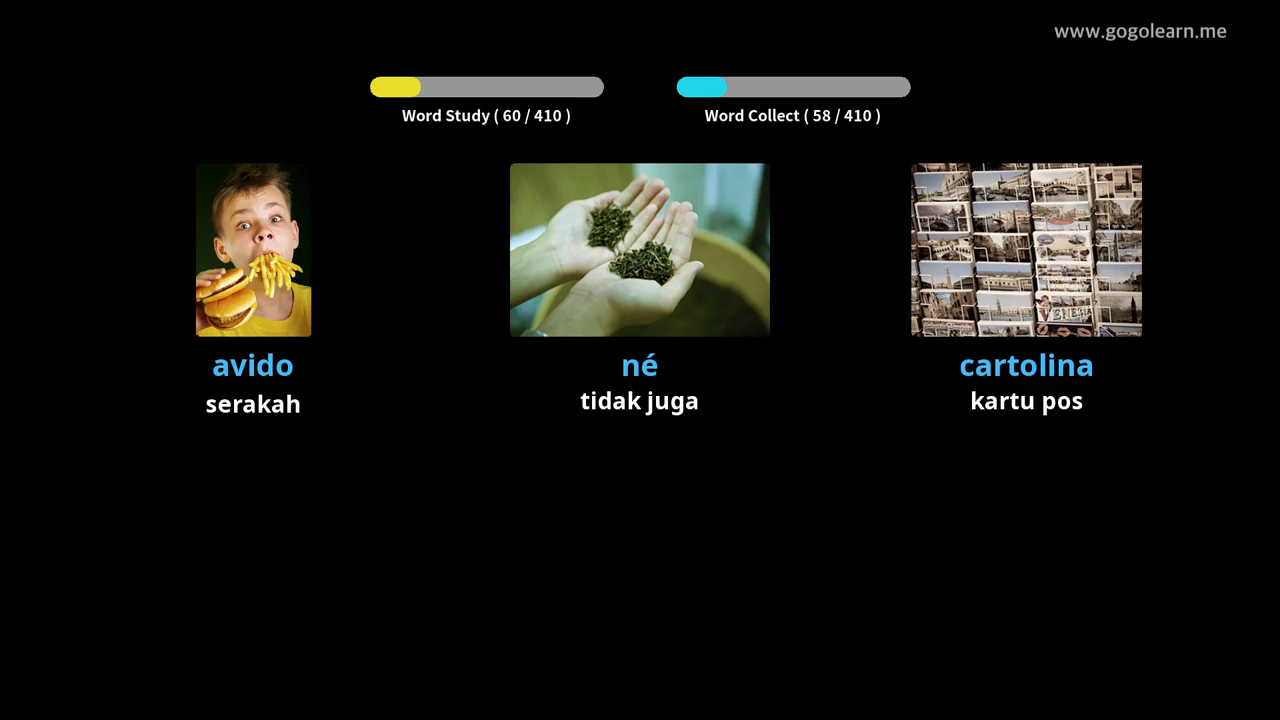 www.gogolearn.me
Word Study ( 60 / 410 )
Word Collect ( 58 / 410 )
VENEZIA
avido
né
cartolina
serakah
tidak juga
kartu pos